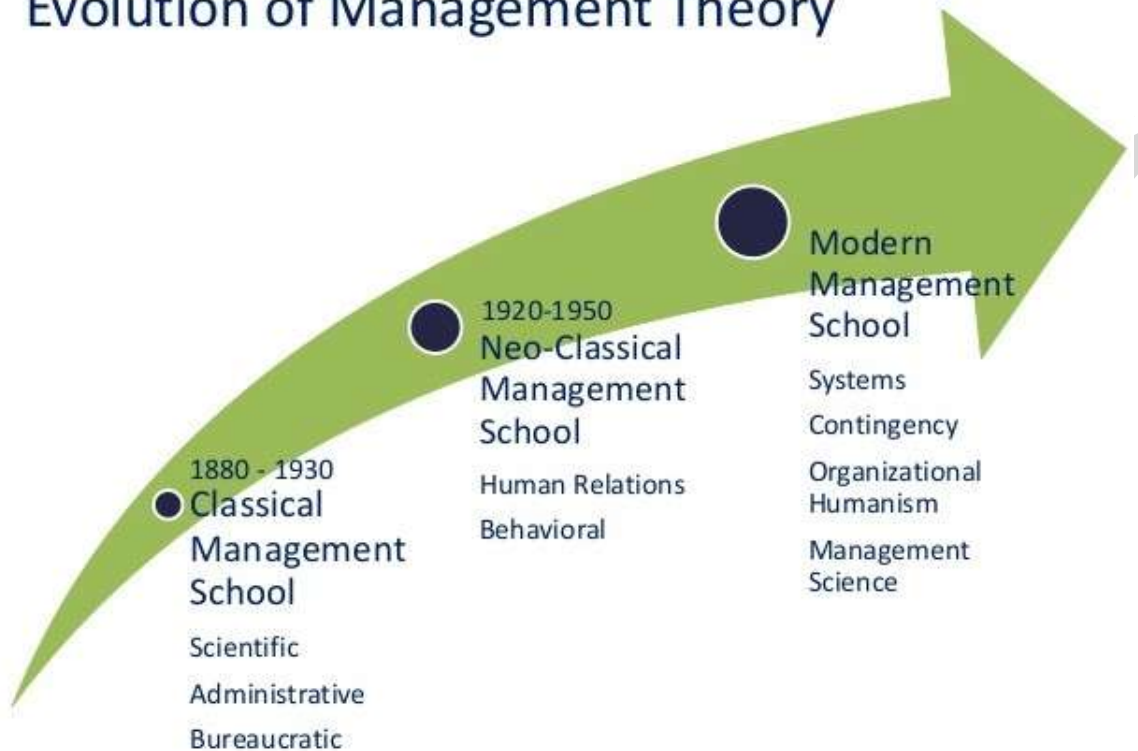 Evolution of Management Theory
1880 - 1930
Classical
Management
School
Scientific
Administrative
Bureaucratic
1920-1950
Neo-Classical
Management
School
Human Relations
Behavioral
Modern
Management
School
Systems
Contingency
Organizational
Humanism
Management
Science